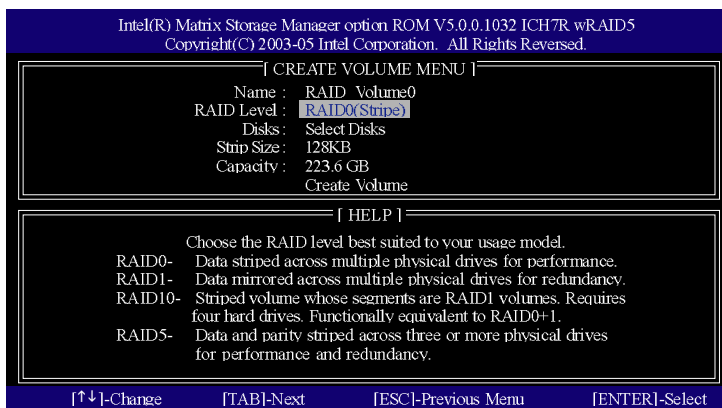 Intel(R) Matrix Storage Manager option ROM V5.0.0.1032 ICH7R wRAID5
Copyright(C) 2003-05 Intel Corporation. All Rights Reversed.
[ CREATE VOLUME MENU ]
Name : RAID_Volume0
RAID Level : RAID0(Stripe)
Disks : Select Disks
Strip Size : 128KB
Capacity : 223.6 GB
Create Volume
[ HELP ]
Choose the RAID level best suited to your usage model.
RAID0- Data striped across multiple physical drives for performance.
RAID1- Data mirrored across multiple physical drives for redundancy.
RAID10- Striped volume whose segments are RAID1 volumes. Requires
four hard drives. Functionally equivalent to RAID0+1.
RAID5- Data and parity striped across three or more physical drives
for performance and redundancy.
[↑↓]-Change [TAB]-Next [ESC]-Previous Menu [ENTER]-Select